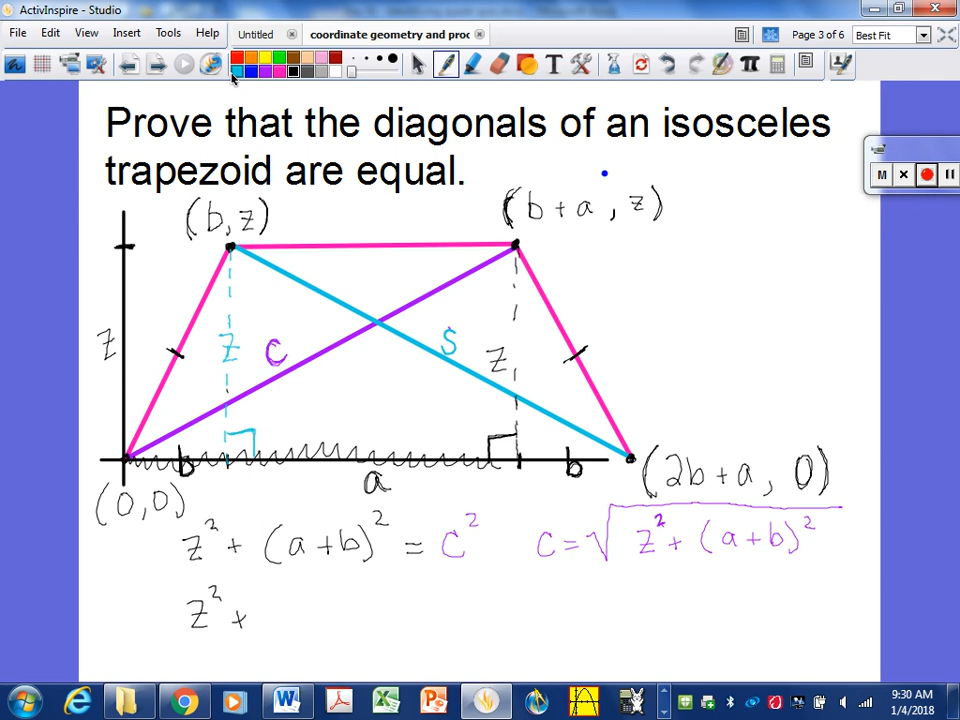 ActivInspire - Studio
File Edit View Insert Tools Help Untitled coordinate geometry and proc Page 3 of 6 Best Fit
M
Prove that the diagonals of an isosceles
trapezoid are equal.
(b, z) (b + a, z)
z z c s z
b a b
(0,0) (2b + a, 0)
z² + (a + b)² = c² c = √z² + (a + b)²
z² +
9:30 AM
1/4/2018